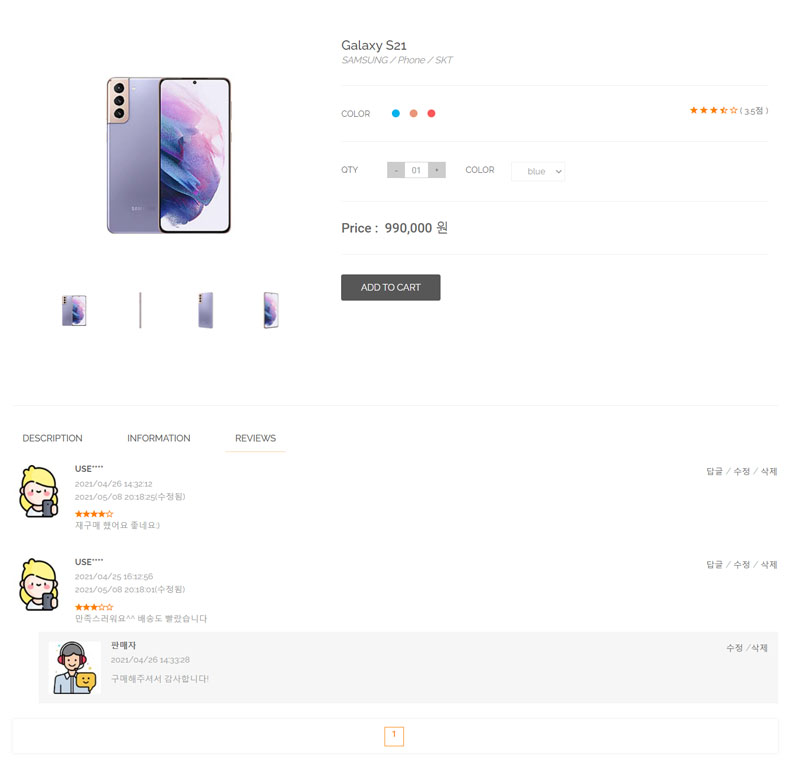 Galaxy S21
SAMSUNG / Phone / SKT
COLOR
( 3.5점 )
QTY - 01 + COLOR blue
Price : 990,000 원
ADD TO CART
DESCRIPTION INFORMATION REVIEWS
USE****
답글 / 수정 / 삭제
2021/04/26 14:32:12
2021/05/08 20:18:25(수정됨)
★★★★☆
재구매 했어요 좋네요:)
USE****
답글 / 수정 / 삭제
2021/04/25 16:12:56
2021/05/08 20:18:01(수정됨)
★★★☆☆
만족스러워요^^ 배송도 빨랐습니다
판매자
수정 /삭제
2021/04/26 14:33:28
구매해주셔서 감사합니다!
1